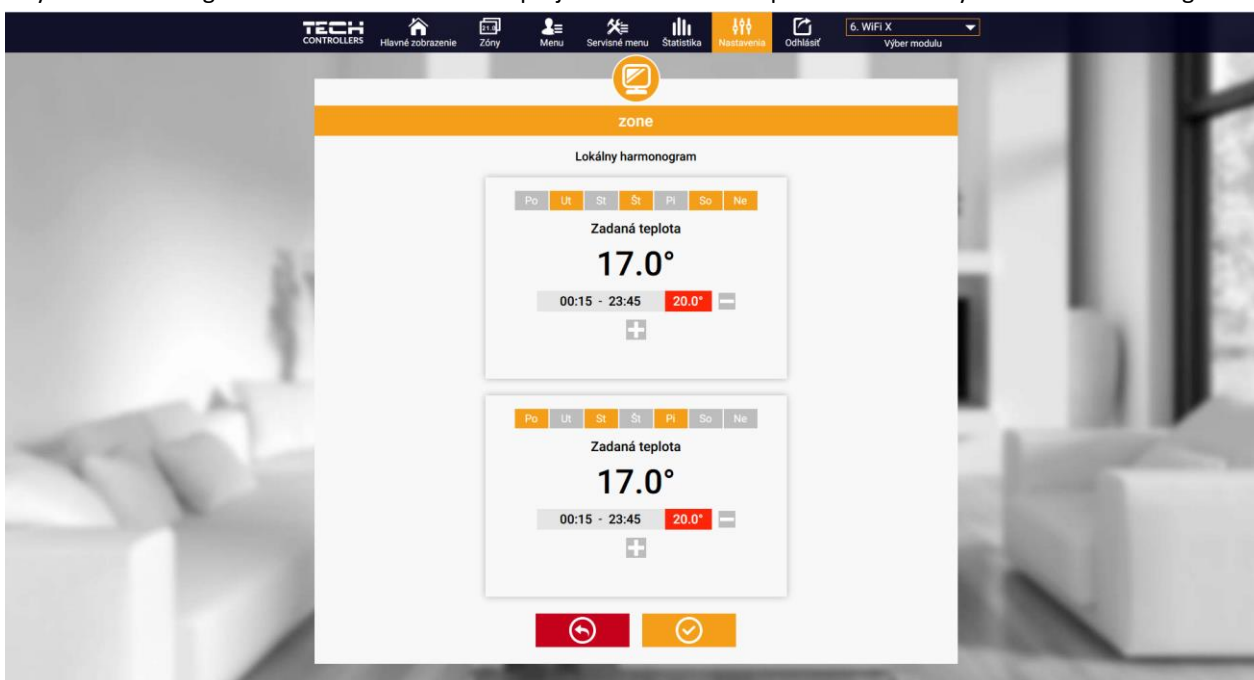 TECH
CONTROLLERS
Hlavné zobrazenie
21.8
Zóny
Menu
Servisné menu
Štatistika
Nastavenia
Odhlásiť
6. WiFi X
Výber modulu
zone
Lokálny harmonogram
Po Ut St Št Pi So Ne
Zadaná teplota
17.0°
00:15 - 23:45 20.0°
Po Ut St Št Pi So Ne
Zadaná teplota
17.0°
00:15 - 23:45 20.0°